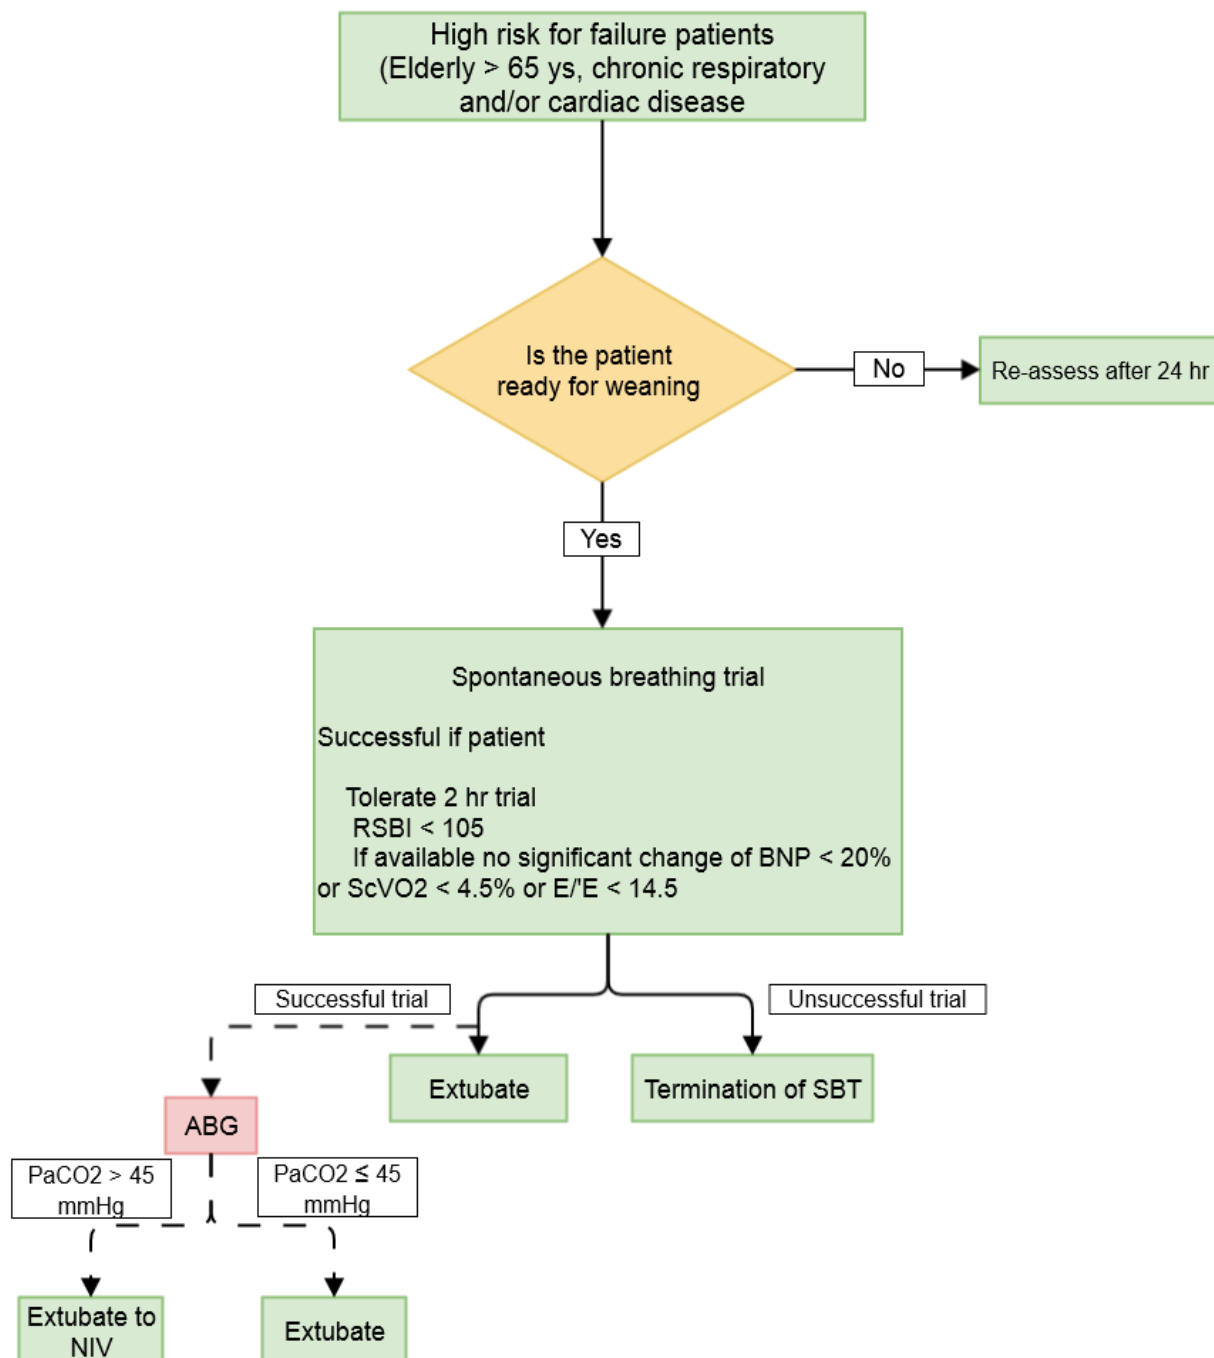 High risk for failure patients
(Elderly > 65 ys, chronic respiratory
and/or cardiac disease
Is the patient
ready for weaning
No
Re-assess after 24 hr
Yes
Spontaneous breathing trial
Successful if patient
Tolerate 2 hr trial
RSBI < 105
If available no significant change of BNP < 20%
or ScVO2 < 4.5% or E/'E < 14.5
Successful trial
Unsuccessful trial
Extubate
Termination of SBT
ABG
PaCO2 > 45
mmHg
PaCO2 ≤ 45
mmHg
Extubate to
NIV
Extubate